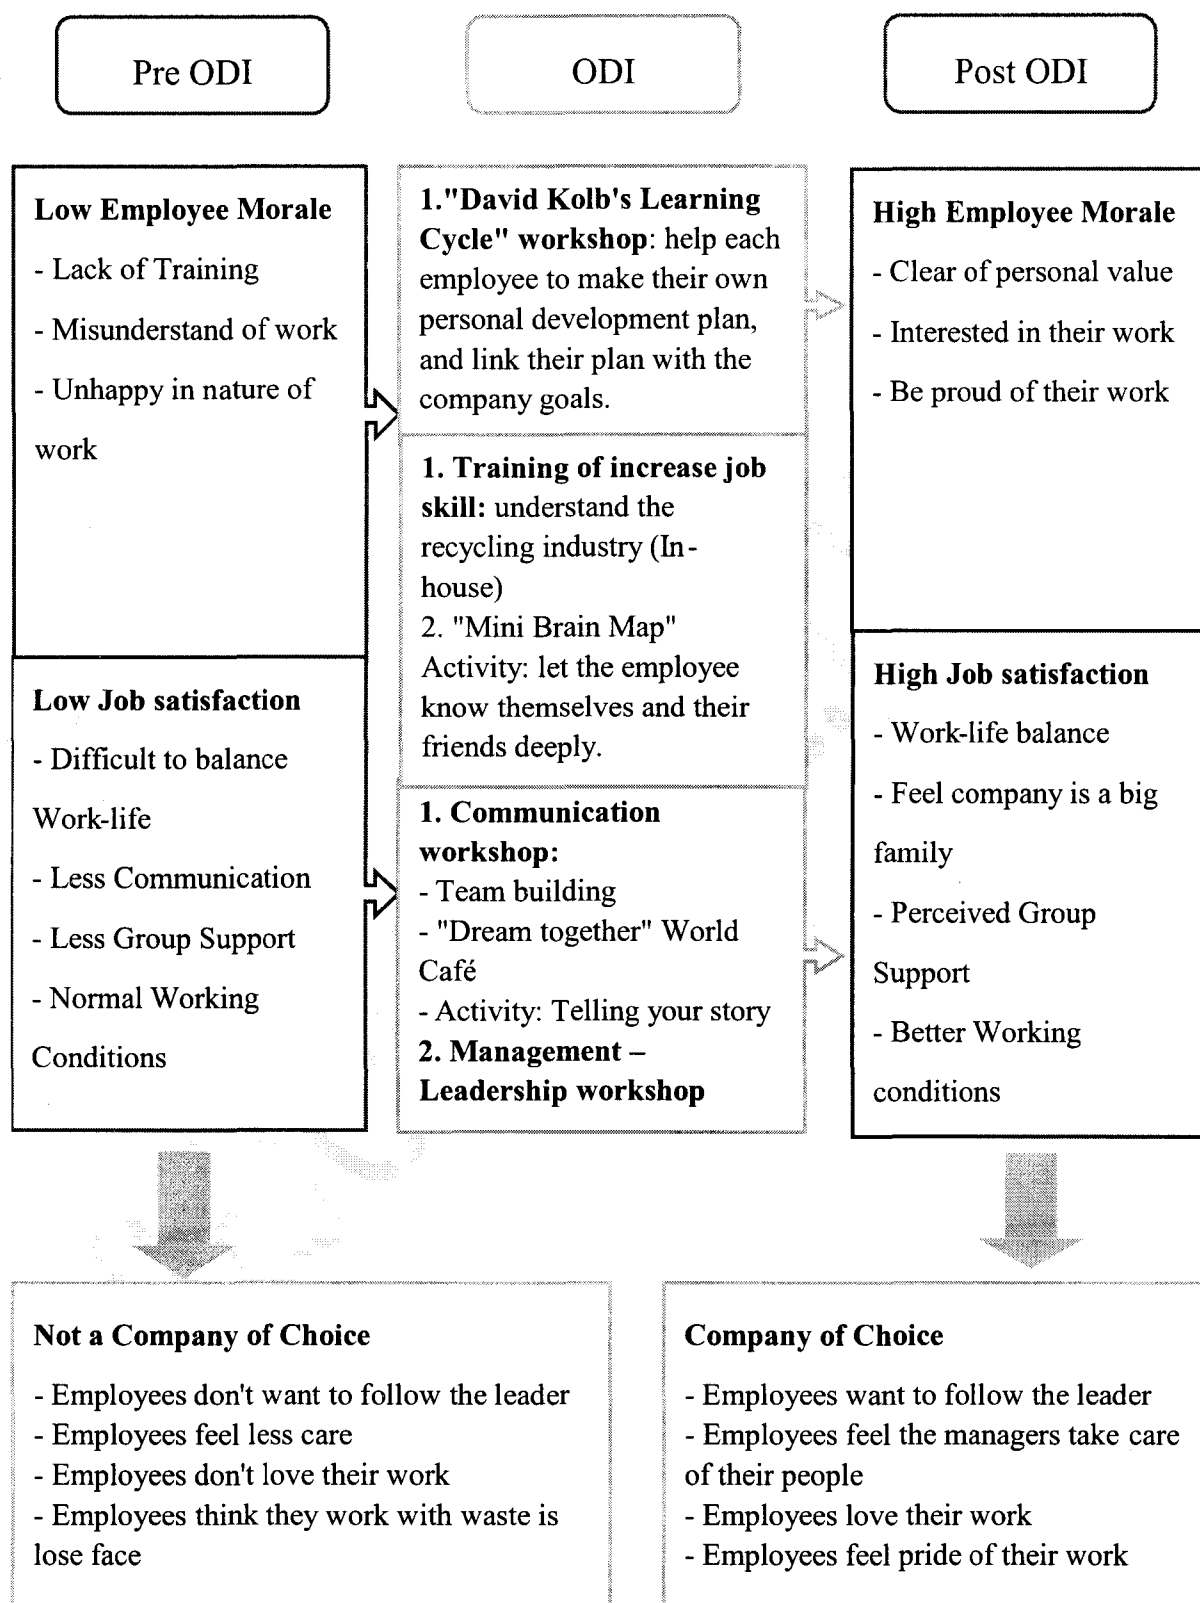 Pre ODI
ODI
Post ODI
Low Employee Morale
- Lack of Training
- Misunderstand of work
- Unhappy in nature of
work
Low Job satisfaction
- Difficult to balance
Work-life
- Less Communication
- Less Group Support
- Normal Working
Conditions
1."David Kolb's Learning
Cycle" workshop: help each
employee to make their own
personal development plan,
and link their plan with the
company goals.
1. Training of increase job
skill: understand the
recycling industry (In-
house)
2. "Mini Brain Map"
Activity: let the employee
know themselves and their
friends deeply.
1. Communication
workshop:
- Team building
- "Dream together" World
Café
- Activity: Telling your story
2. Management –
Leadership workshop
High Employee Morale
- Clear of personal value
- Interested in their work
- Be proud of their work
High Job satisfaction
- Work-life balance
- Feel company is a big
family
- Perceived Group
Support
- Better Working
conditions
Not a Company of Choice
- Employees don't want to follow the leader
- Employees feel less care
- Employees don't love their work
- Employees think they work with waste is
lose face
Company of Choice
- Employees want to follow the leader
- Employees feel the managers take care
of their people
- Employees love their work
- Employees feel pride of their work